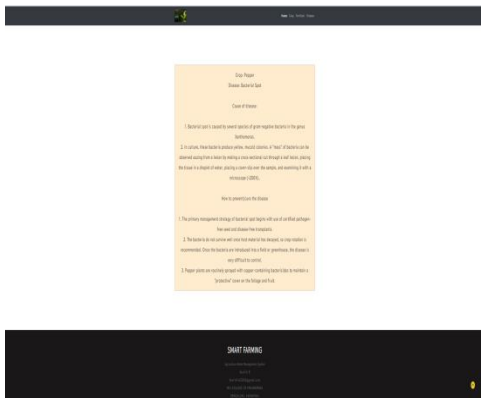 Home
Crop: Pepper
Disease: Bacterial Spot
Cause of disease:
1. Bacterial spot is caused by several species of gram-negative bacteria in the genus
Xanthomonas.
2. In culture, these bacteria produce yellow, mucoid colonies. A "mass" of bacteria can be
observed oozing from a lesion by making a cross-sectional cut through a leaf lesion, placing
the tissue in a droplet of water, placing a cover-slip over the sample, and examining it with a
microscope (~200X).
How to prevent/cure the disease
1. The primary management strategy of bacterial spot begins with use of certified pathogen-
free seed and disease-free transplants.
2. The bacteria do not survive well once host material has decayed, so crop rotation is
recommended. Once the bacteria are introduced into a field or greenhouse, the disease is
very difficult to control.
3. Pepper plants are routinely sprayed with copper-containing bactericides to maintain a
"protective" cover on the foliage and fruit.
SMART FARMING